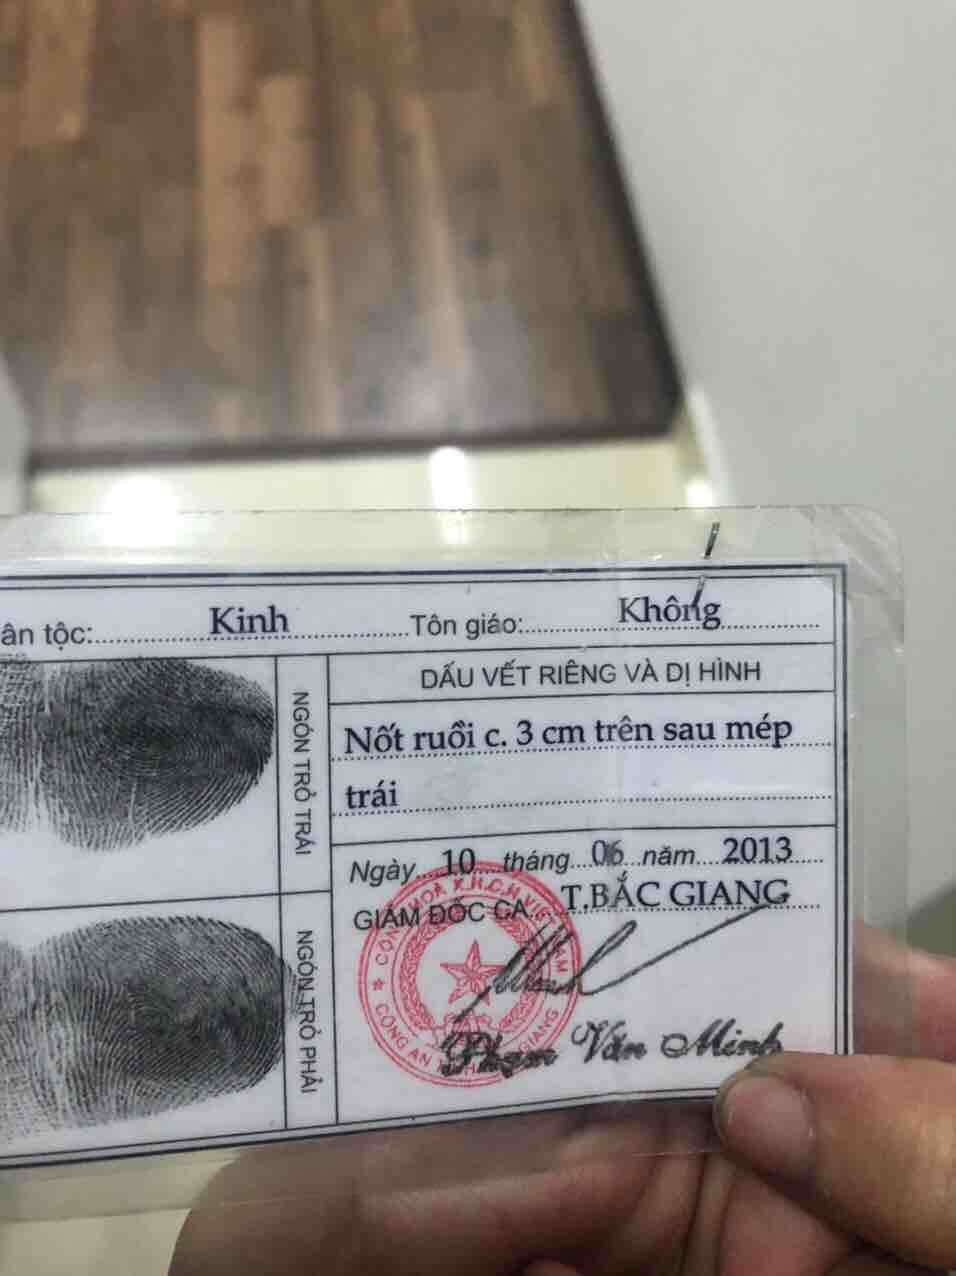 ân tộc: Kinh Tôn giáo: Không
NGÓN TRỎ TRÁI
DẤU VẾT RIÊNG VÀ DỊ HÌNH
Nốt ruồi c. 3 cm trên sau mép
trái
Ngày 10 tháng 06 năm 2013
GIÁM ĐỐC CA T.BẮC GIANG
NGÓN TRỎ PHẢI
Phạm Văn Minh